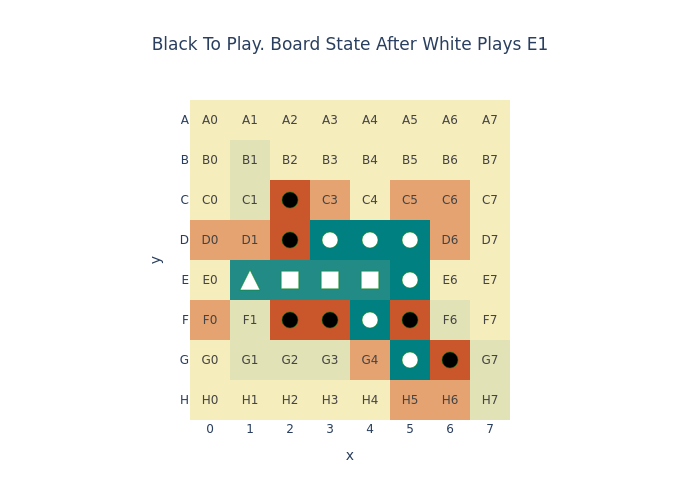 Black To Play. Board State After White Plays E1
A A0 A1 A2 A3 A4 A5 A6 A7
B B0 B1 B2 B3 B4 B5 B6 B7
C C0 C1 C3 C4 C5 C6 C7
D D0 D1 D6 D7
y
E E0 E6 E7
F F0 F1 F6 F7
G G0 G1 G2 G3 G4 G7
H H0 H1 H2 H3 H4 H5 H6 H7
0 1 2 3 4 5 6 7
x